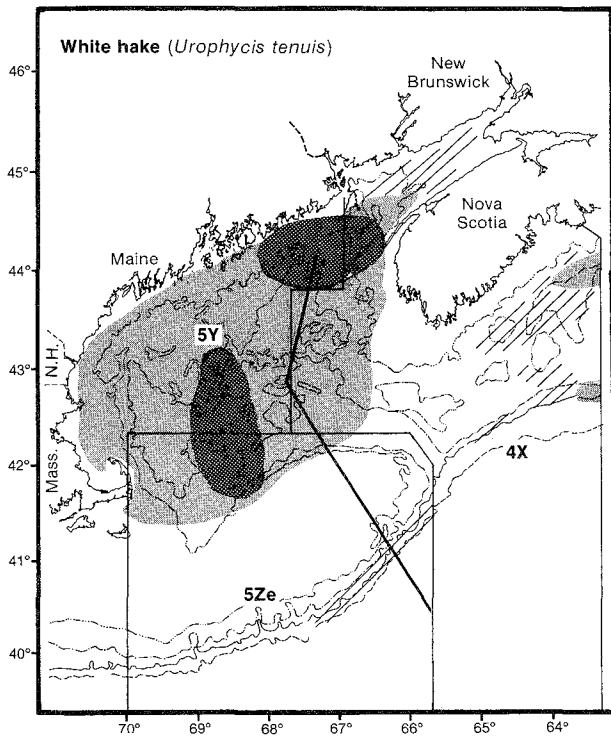 White hake (Urophycis tenuis)
46°
New
Brunswick
45°
Nova
Scotia
Maine
44°
5Y
43°
N.H.
42°
Mass.
4X
41°
5Ze
40°
70° 69° 68° 67° 66° 65° 64°